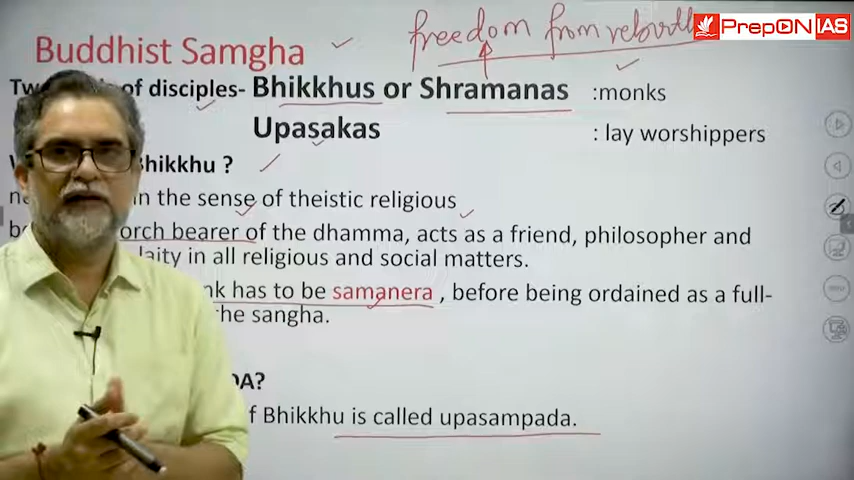 freedom from rebirth
PrepON IAS
Buddhist Samgha
of disciples- Bhikkhus or Shramanas :monks
Upasakas : lay worshippers
Bhikkhu ?
in the sense of theistic religious
orch bearer of the dhamma, acts as a friend, philosopher and
laity in all religious and social matters.
nk has to be samanera , before being ordained as a full-
the sangha.
DA?
f Bhikkhu is called upasampada.